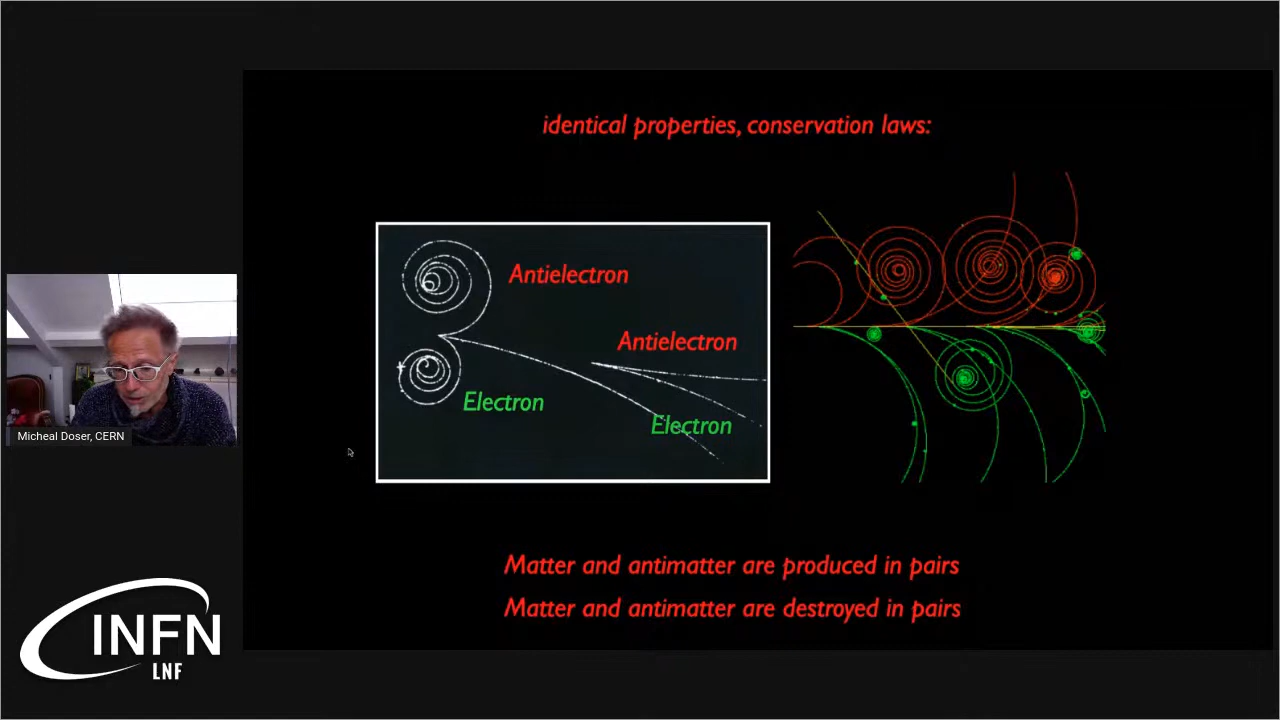 identical properties, conservation laws:
Antielectron
Antielectron
Electron
Electron
Micheal Doser, CERN
Matter and antimatter are produced in pairs
Matter and antimatter are destroyed in pairs
INFN
LNF